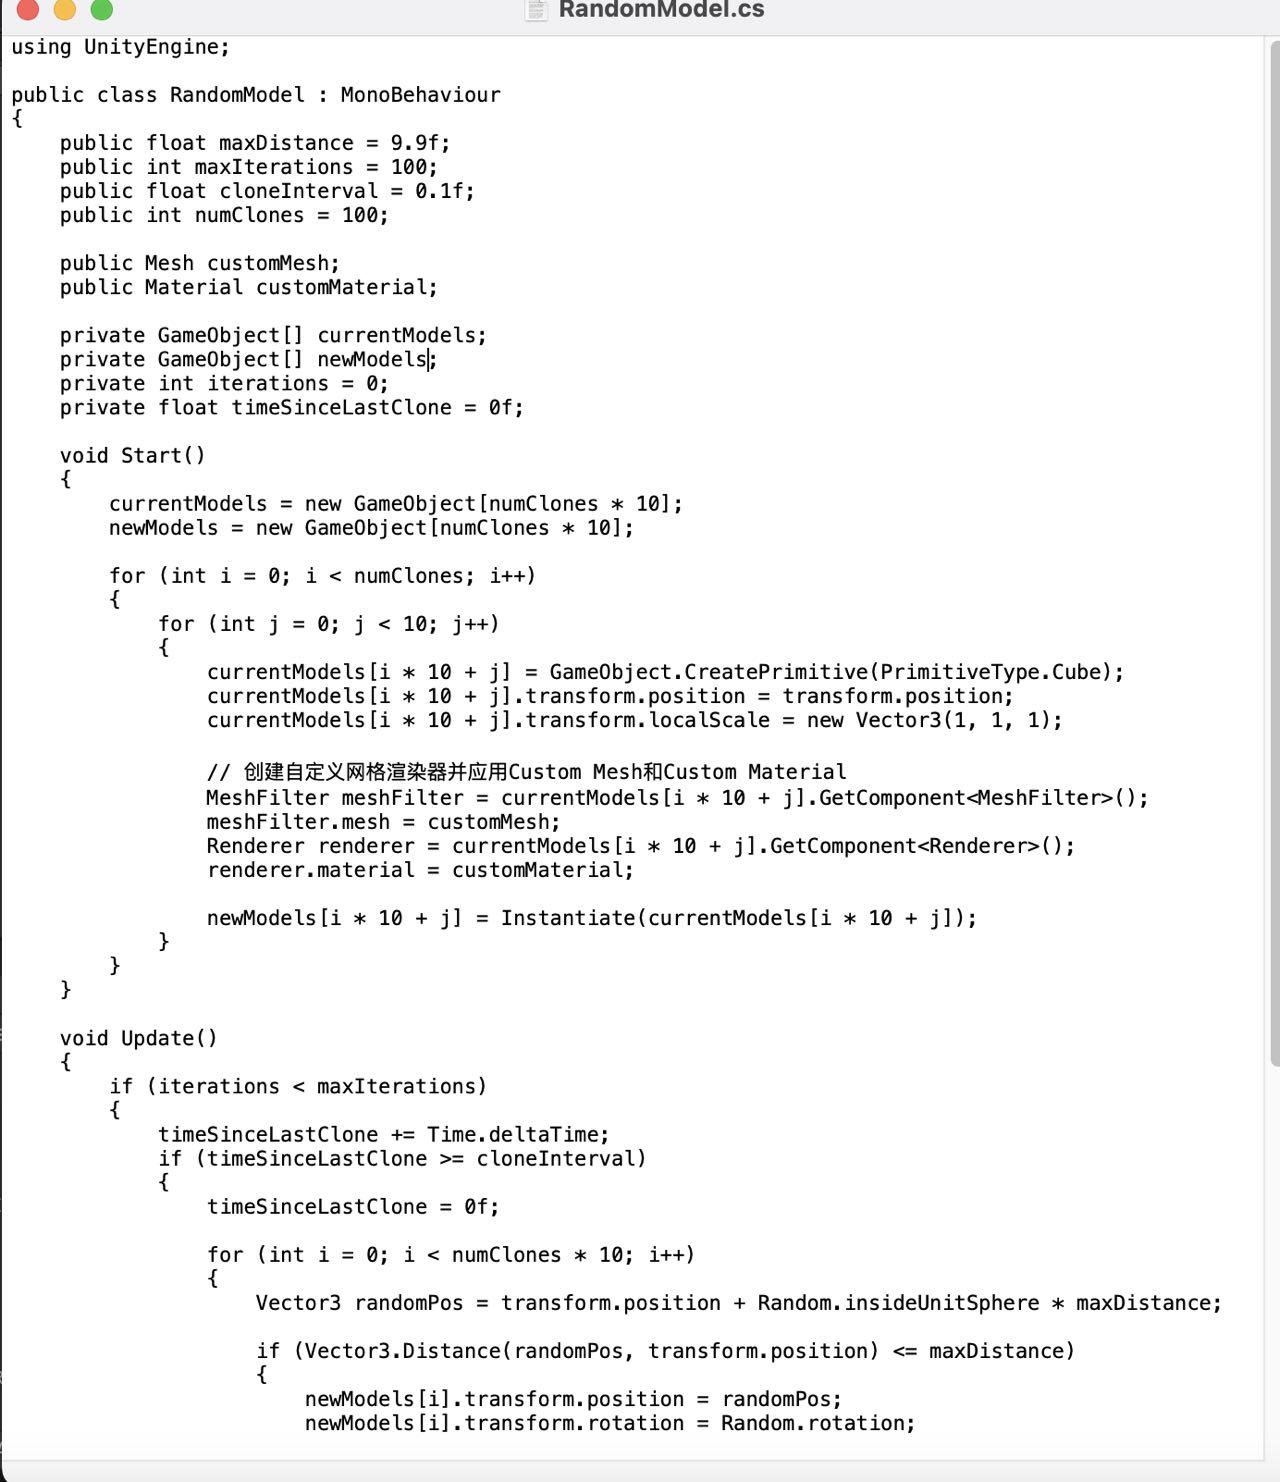 RandomModel.cs
using UnityEngine;
public class RandomModel : MonoBehaviour
{
public float maxDistance = 9.9f;
public int maxIterations = 100;
public float cloneInterval = 0.1f;
public int numClones = 100;
public Mesh customMesh;
public Material customMaterial;
private GameObject[] currentModels;
private GameObject[] newModels;
private int iterations = 0;
private float timeSinceLastClone = 0f;
void Start()
{
currentModels = new GameObject[numClones * 10];
newModels = new GameObject[numClones * 10];
for (int i = 0; i < numClones; i++)
{
for (int j = 0; j < 10; j++)
{
currentModels[i * 10 + j] = GameObject.CreatePrimitive(PrimitiveType.Cube);
currentModels[i * 10 + j].transform.position = transform.position;
currentModels[i * 10 + j].transform.localScale = new Vector3(1, 1, 1);
// 创建自定义网格渲染器并应用Custom Mesh和Custom Material
MeshFilter meshFilter = currentModels[i * 10 + j].GetComponent<MeshFilter>();
meshFilter.mesh = customMesh;
Renderer renderer = currentModels[i * 10 + j].GetComponent<Renderer>();
renderer.material = customMaterial;
newModels[i * 10 + j] = Instantiate(currentModels[i * 10 + j]);
}
}
}
void Update()
{
if (iterations < maxIterations)
{
timeSinceLastClone += Time.deltaTime;
if (timeSinceLastClone >= cloneInterval)
{
timeSinceLastClone = 0f;
for (int i = 0; i < numClones * 10; i++)
{
Vector3 randomPos = transform.position + Random.insideUnitSphere * maxDistance;
if (Vector3.Distance(randomPos, transform.position) <= maxDistance)
{
newModels[i].transform.position = randomPos;
newModels[i].transform.rotation = Random.rotation;